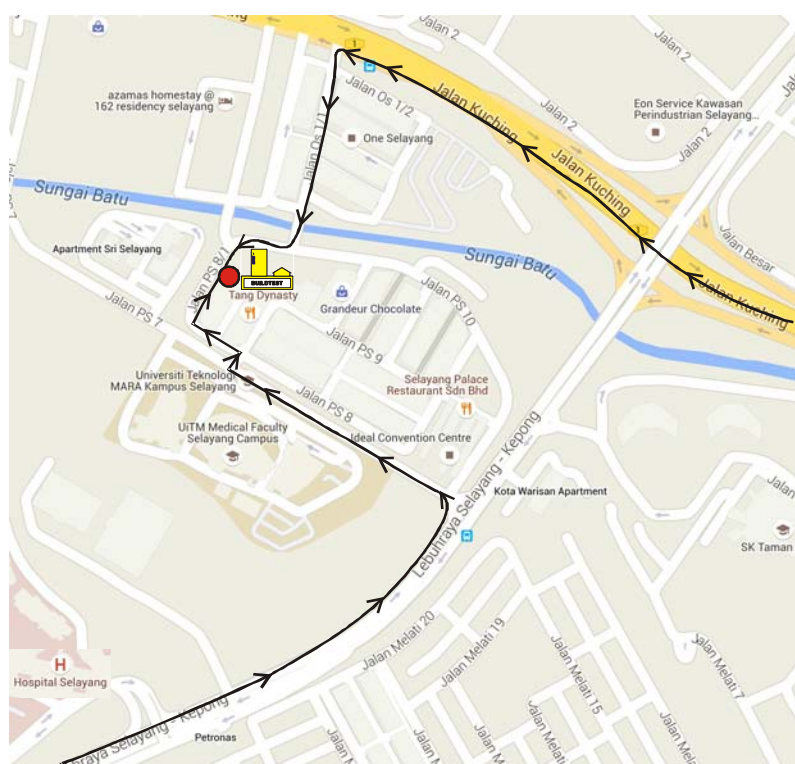 ching
Jalan 2
Jalan 2
1
Jalan Os 1/2
Jalan Kuching
azamas homestay @
162 residency selayang
Jalan Os 1/1
One Selayang
Jalan 2
Eon Service Kawasan
Perindustrian Selayang...
Jalan 2
Jalan Kuching
Sungai Batu
1
Apartment Sri Selayang
Jalan PS 8/1
Sungai Batu
Jalan Besar
BUILDTEST
Tang Dynasty
Jalan PS 7
Grandeur Chocolate
Jalan PS 10
Jalan Kuching
Jalan PS 9
Universiti Teknologi
MARA Kampus Selayang
Selayang Palace
Restaurant Sdn Bhd
Jalan PS 8
UiTM Medical Faculty
Selayang Campus
Ideal Convention Centre
Lebuhraya Selayang - Kepong
Kota Warisan Apartment
Jalan
SK Taman
Jalan Melati 20
Jalan Melati 19
Jalan Melati 15
Jalan Melati 7
H
Hospital Selayang
hraya Selayang - Kepong
Petronas